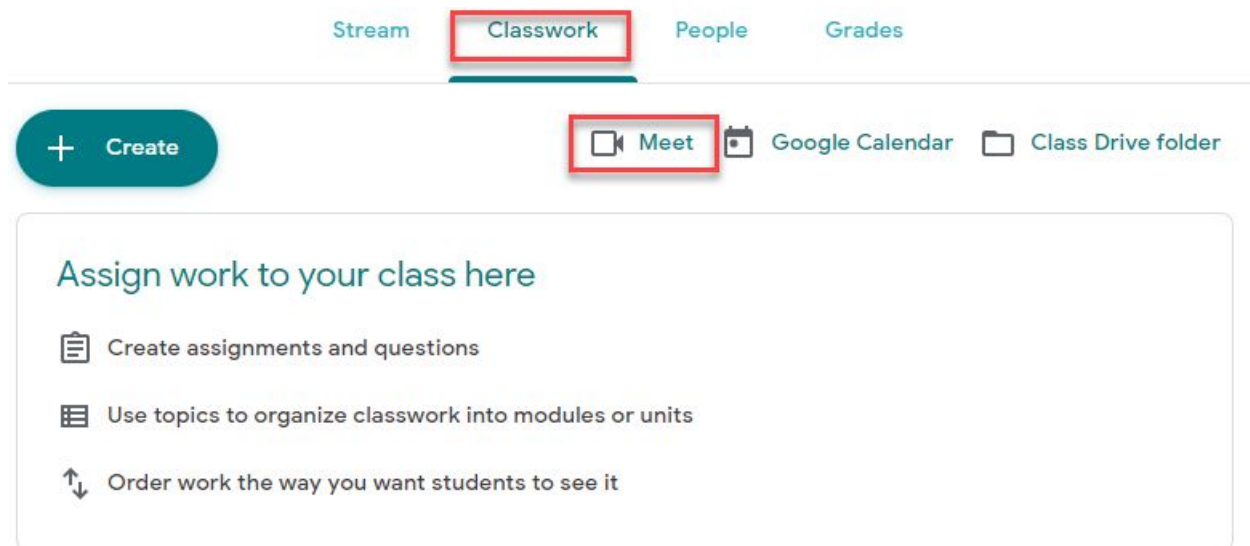 Stream Classwork People Grades
+ Create Meet Google Calendar Class Drive folder
Assign work to your class here
Create assignments and questions
Use topics to organize classwork into modules or units
Order work the way you want students to see it